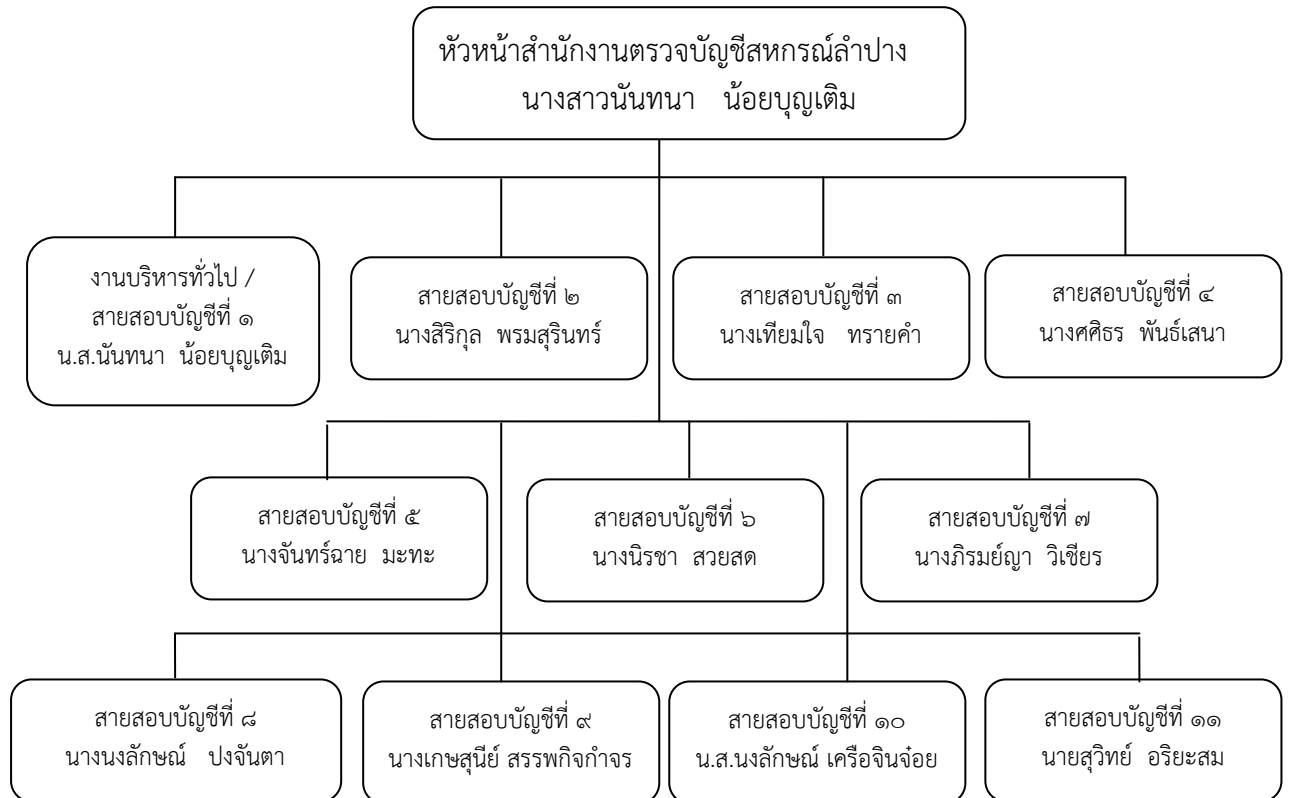 หัวหน้าสำนักงานตรวจบัญชีสหกรณ์ลำปาง
นางสาวนันทนา น้อยบุญเติม
งานบริหารทั่วไป /
สายสอบบัญชีที่ ๑
น.ส.นันทนา น้อยบุญเติม
สายสอบบัญชีที่ ๒
นางสิริกุล พรมสุรินทร์
สายสอบบัญชีที่ ๓
นางเทียมใจ ทรายคำ
สายสอบบัญชีที่ ๔
นางศศิธร พันธ์เสนา
สายสอบบัญชีที่ ๕
นางจันทร์ฉาย มะทะ
สายสอบบัญชีที่ ๖
นางนิรชา สวยสด
สายสอบบัญชีที่ ๗
นางภิรมย์ญา วิเชียร
สายสอบบัญชีที่ ๘
นางนงลักษณ์ ปงจันตา
สายสอบบัญชีที่ ๙
นางเกษสุนีย์ สรรพกิจกำจร
สายสอบบัญชีที่ ๑๐
น.ส.นงลักษณ์ เครือจินจ๋อย
สายสอบบัญชีที่ ๑๑
นายสุวิทย์ อริยะสม